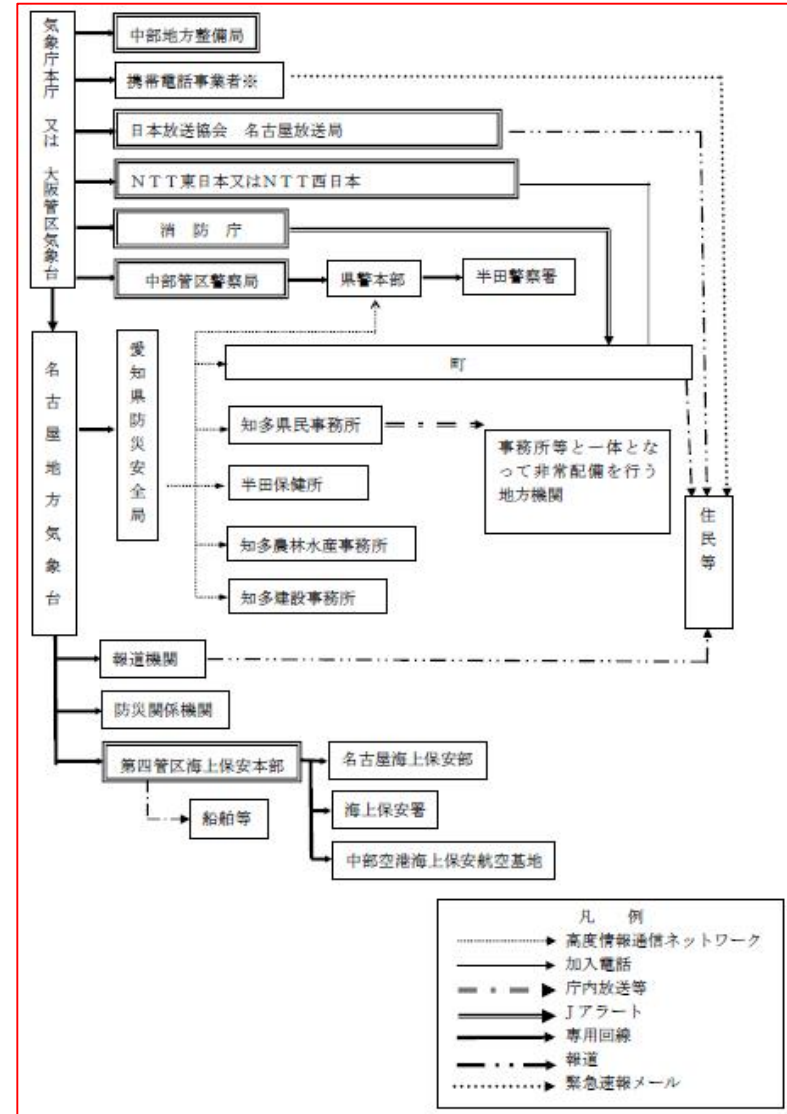 気象庁本庁 又は 大阪管区気象台
中部地方整備局
携帯電話事業者※
日本放送協会 名古屋放送局
NTT東日本又はNTT西日本
消 防 庁
中部管区警察局
県警本部
半田警察署
名古屋地方気象台
愛知県防災安全局
町
知多県民事務所
事務所等と一体とな
って非常配備を行う
地方機関
半田保健所
知多農林水産事務所
知多建設事務所
住民等
報道機関
防災関係機関
第四管区海上保安本部
名古屋海上保安部
船舶等
海上保安署
中部空港海上保安航空基地
凡 例
高度情報通信ネットワーク
加入電話
庁内放送等
Jアラート
専用回線
報道
緊急速報メール